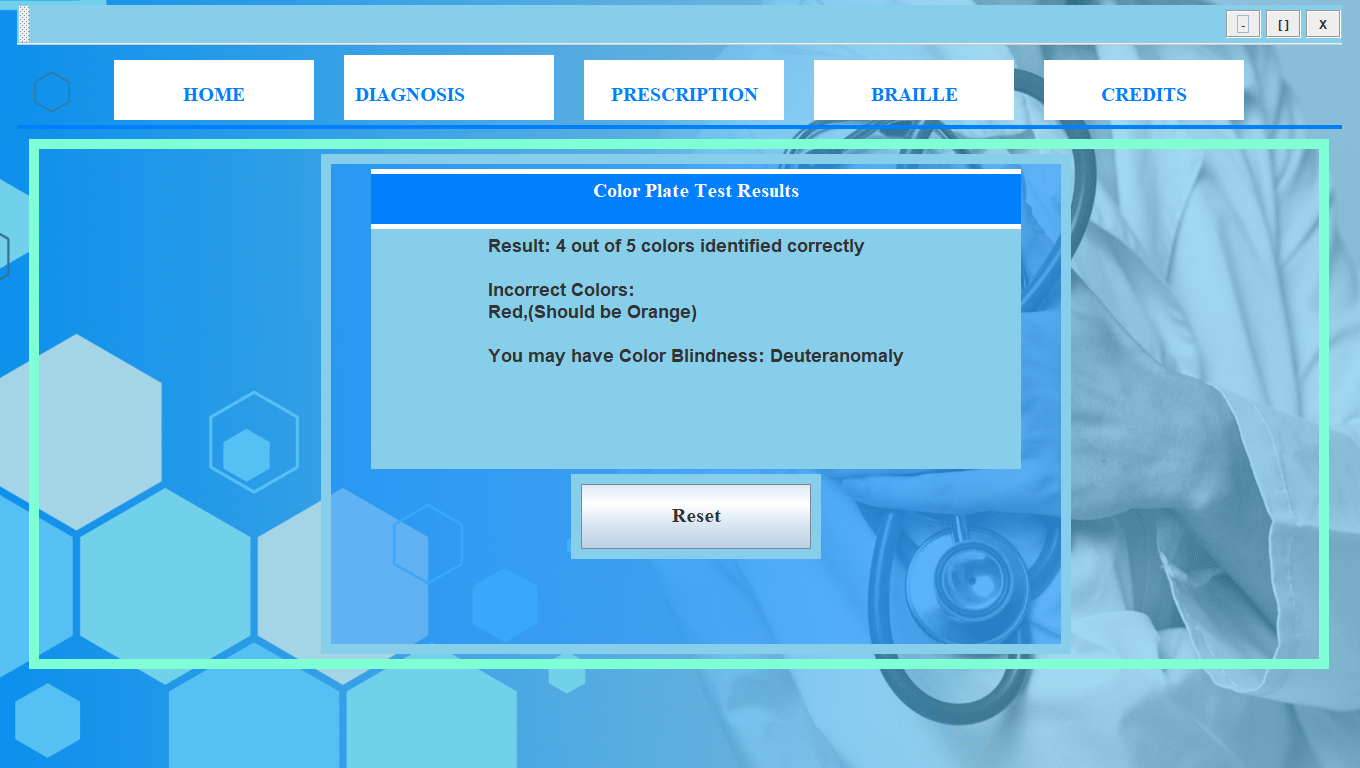 - [ ] X
HOME DIAGNOSIS PRESCRIPTION BRAILLE CREDITS
Color Plate Test Results
Result: 4 out of 5 colors identified correctly
Incorrect Colors:
Red,(Should be Orange)
You may have Color Blindness: Deuteranomaly
Reset